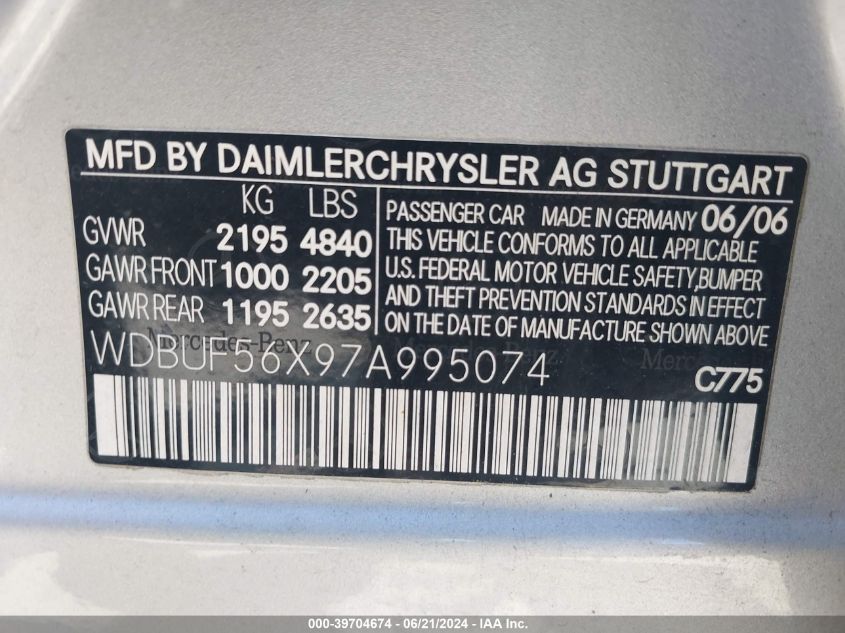 MFD BY DAIMLERCHRYSLER AG STUTTGART
KG LBS
GVWR 2195 4840
GAWR FRONT 1000 2205
GAWR REAR 1195 2635
PASSENGER CAR MADE IN GERMANY 06/06
THIS VEHICLE CONFORMS TO ALL APPLICABLE
U.S. FEDERAL MOTOR VEHICLE SAFETY,BUMPER
AND THEFT PREVENTION STANDARDS IN EFFECT
ON THE DATE OF MANUFACTURE SHOWN ABOVE
Mercedes-Benz
WDBUF56X97A995074
C775
000-39704674 / 06/21/2024 - IAA Inc.